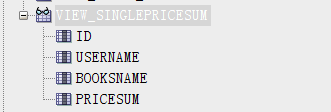 VIEW_SINGLEPRICESUM
ID
USERNAME
BOOKSNAME
PRICESUM